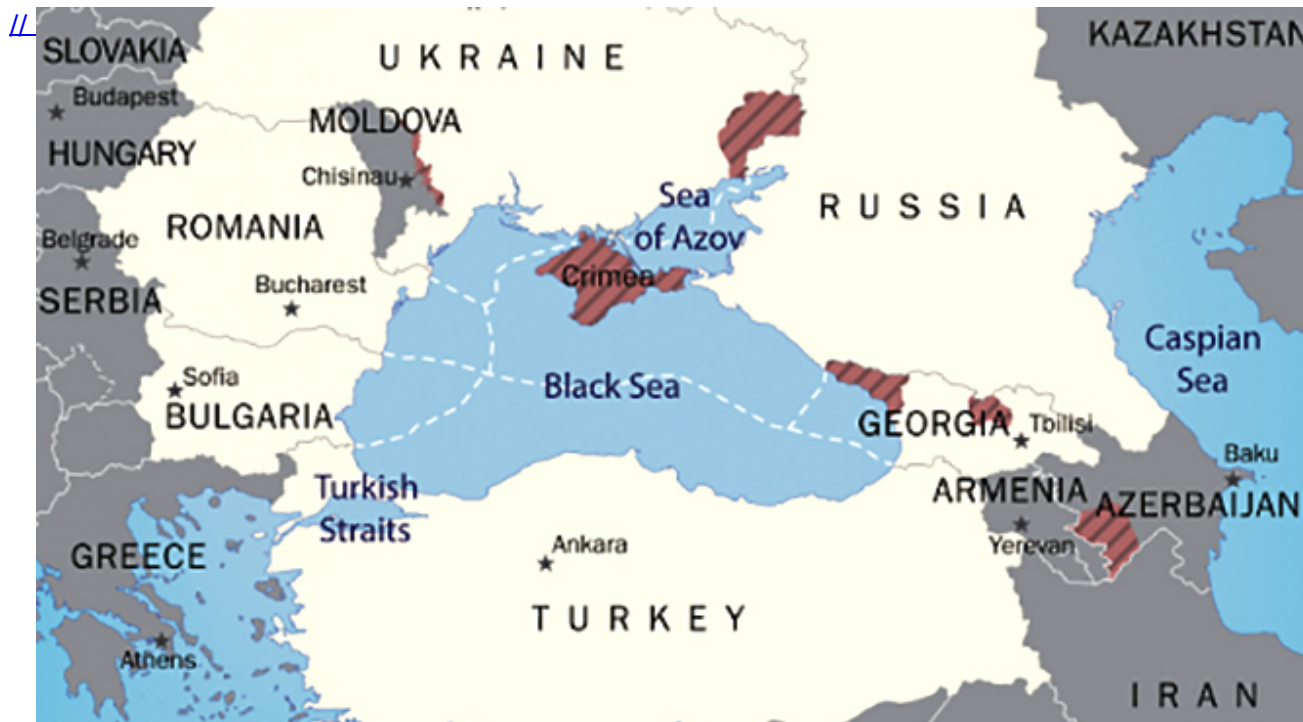 //
KAZAKHSTAN
SLOVAKIA
UKRAINE
Budapest
MOLDOVA
HUNGARY
Chisinau
Sea
of Azov
RUSSIA
ROMANIA
Belgrade
Crimea
Bucharest
SERBIA
Caspian
Sea
Sofia
Black Sea
BULGARIA
GEORGIA
Tbilisi
Baku
Turkish
Straits
ARMENIA
AZERBAIJAN
Ankara
Yerevan
GREECE
TURKEY
Athens
IRAN